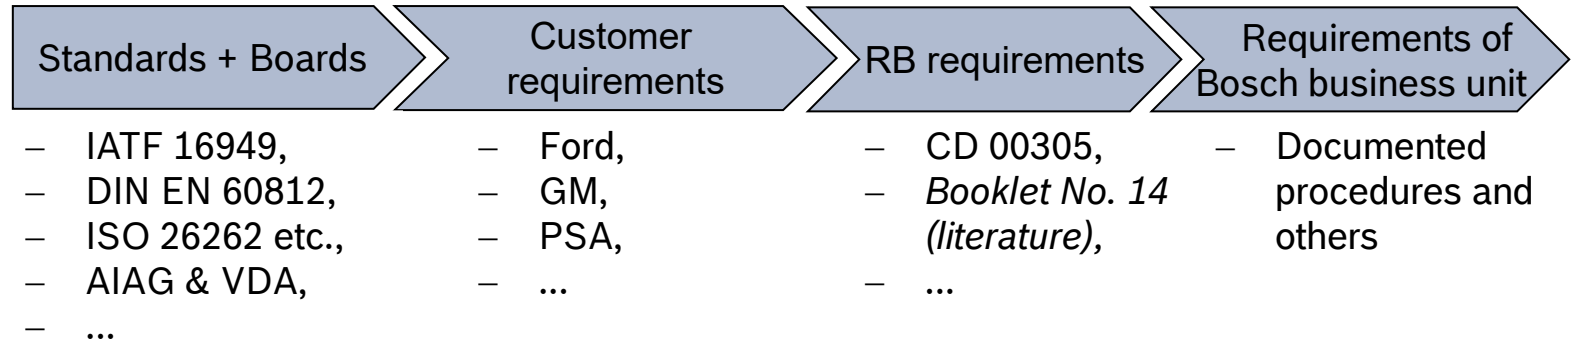 Standards + Boards
Customer
requirements
RB requirements
Requirements of
Bosch business unit
– IATF 16949,
– DIN EN 60812,
– ISO 26262 etc.,
– AIAG & VDA,
– ...
– Ford,
– GM,
– PSA,
– ...
– CD 00305,
– Booklet No. 14
(literature),
– ...
– Documented
procedures and
others